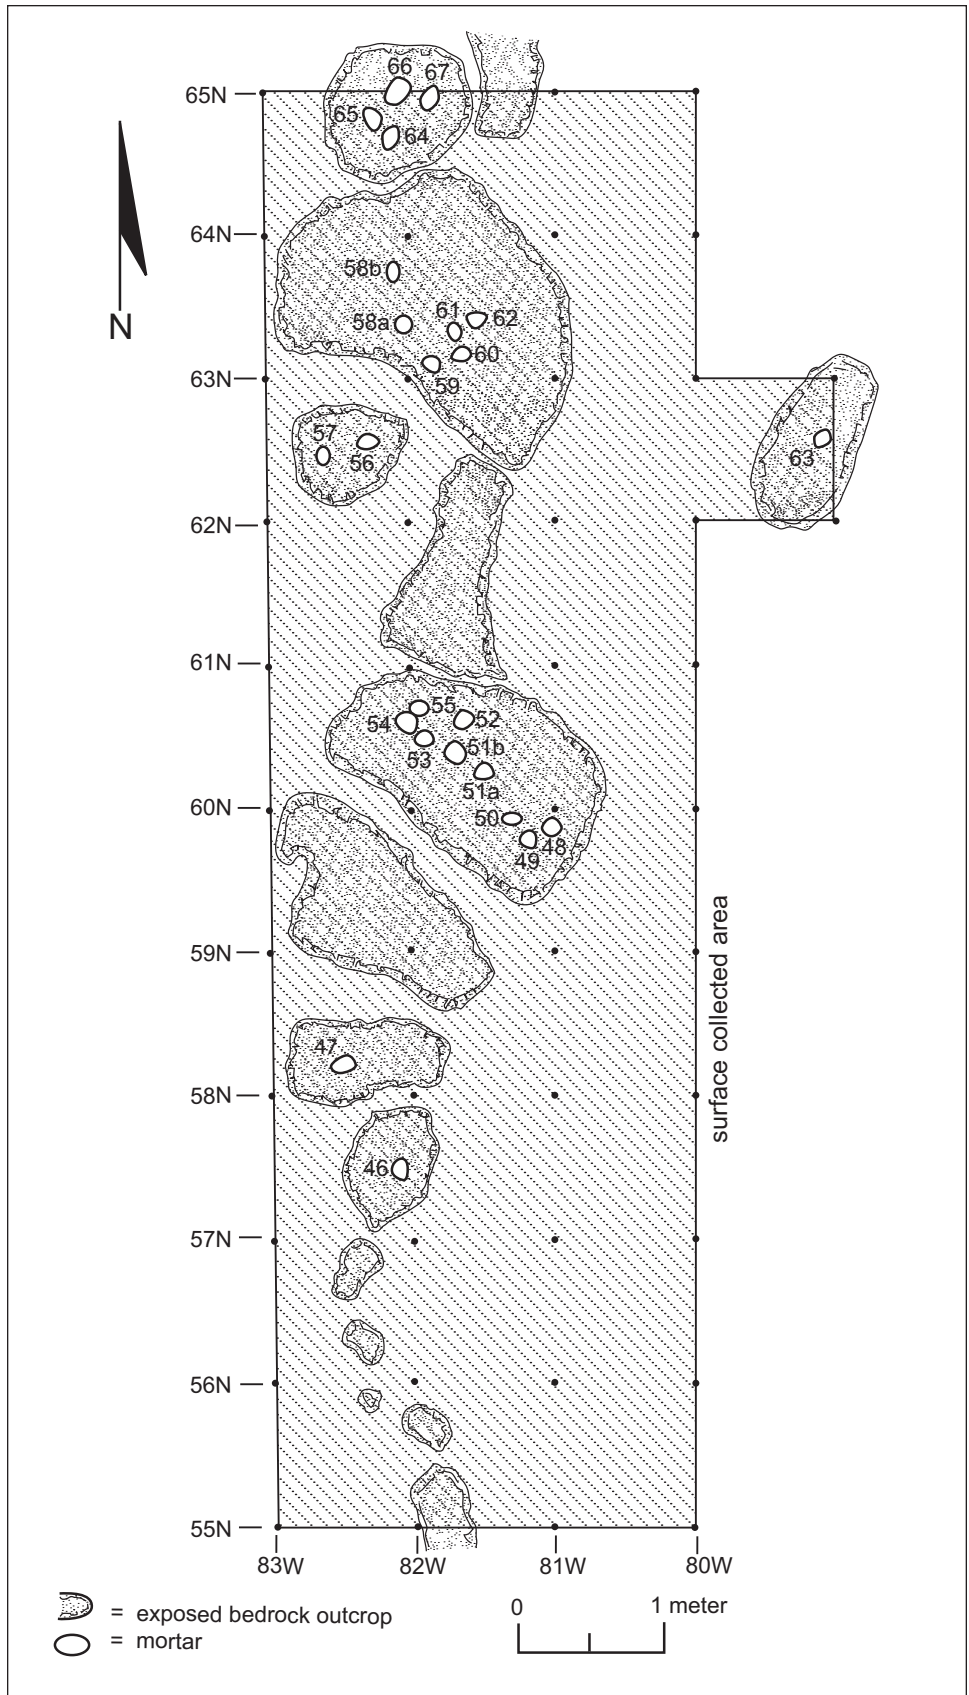 66 67
65N
65
64
64N
58b
61
58a
62
60
63N
59
57
63
56
62N
N
61N
55
54
52
51b
53
51a
60N
50
48
49
59N
surface collected area
47
58N
46
57N
56N
55N
83W 82W 81W 80W
= exposed bedrock outcrop
= mortar
0 1 meter